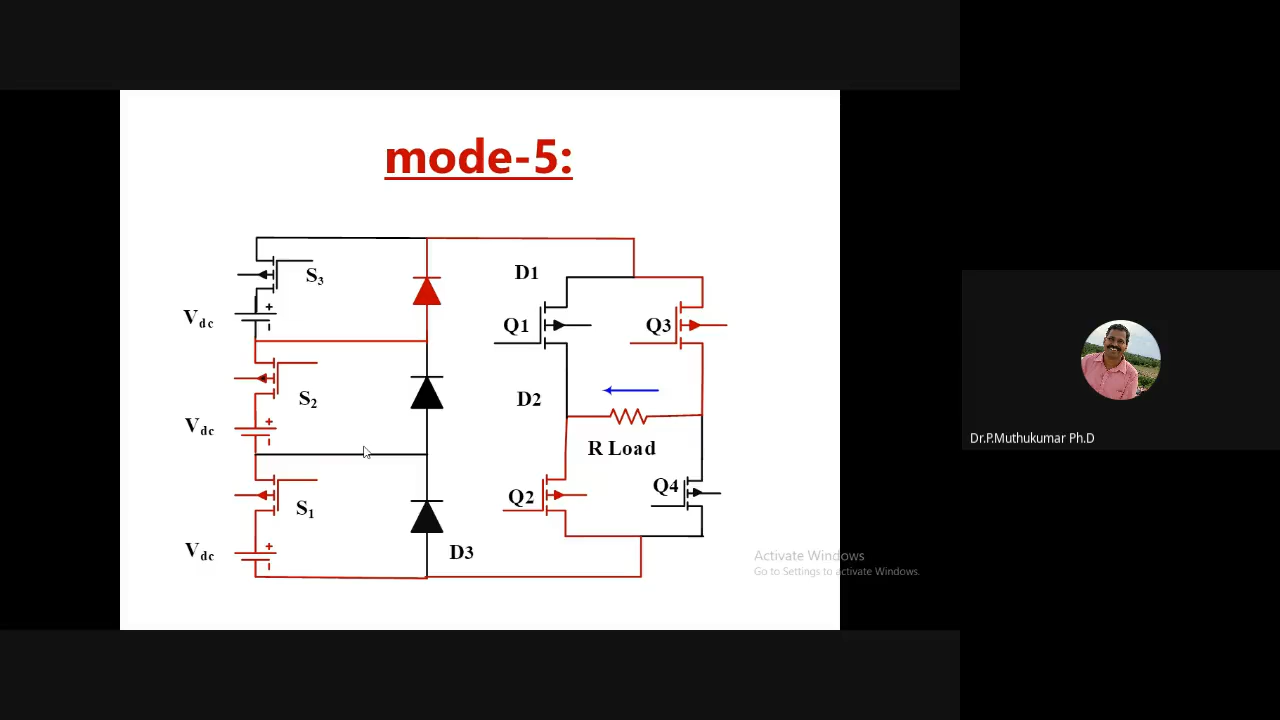 mode-5:
S3
D1
Vdc
+
-
Q1
Q3
S2
D2
Vdc
+
-
R Load
Q2
Q4
S1
Vdc
+
-
D3
Activate Windows
Go to Settings to activate Windows.
Dr.P.Muthukumar Ph.D